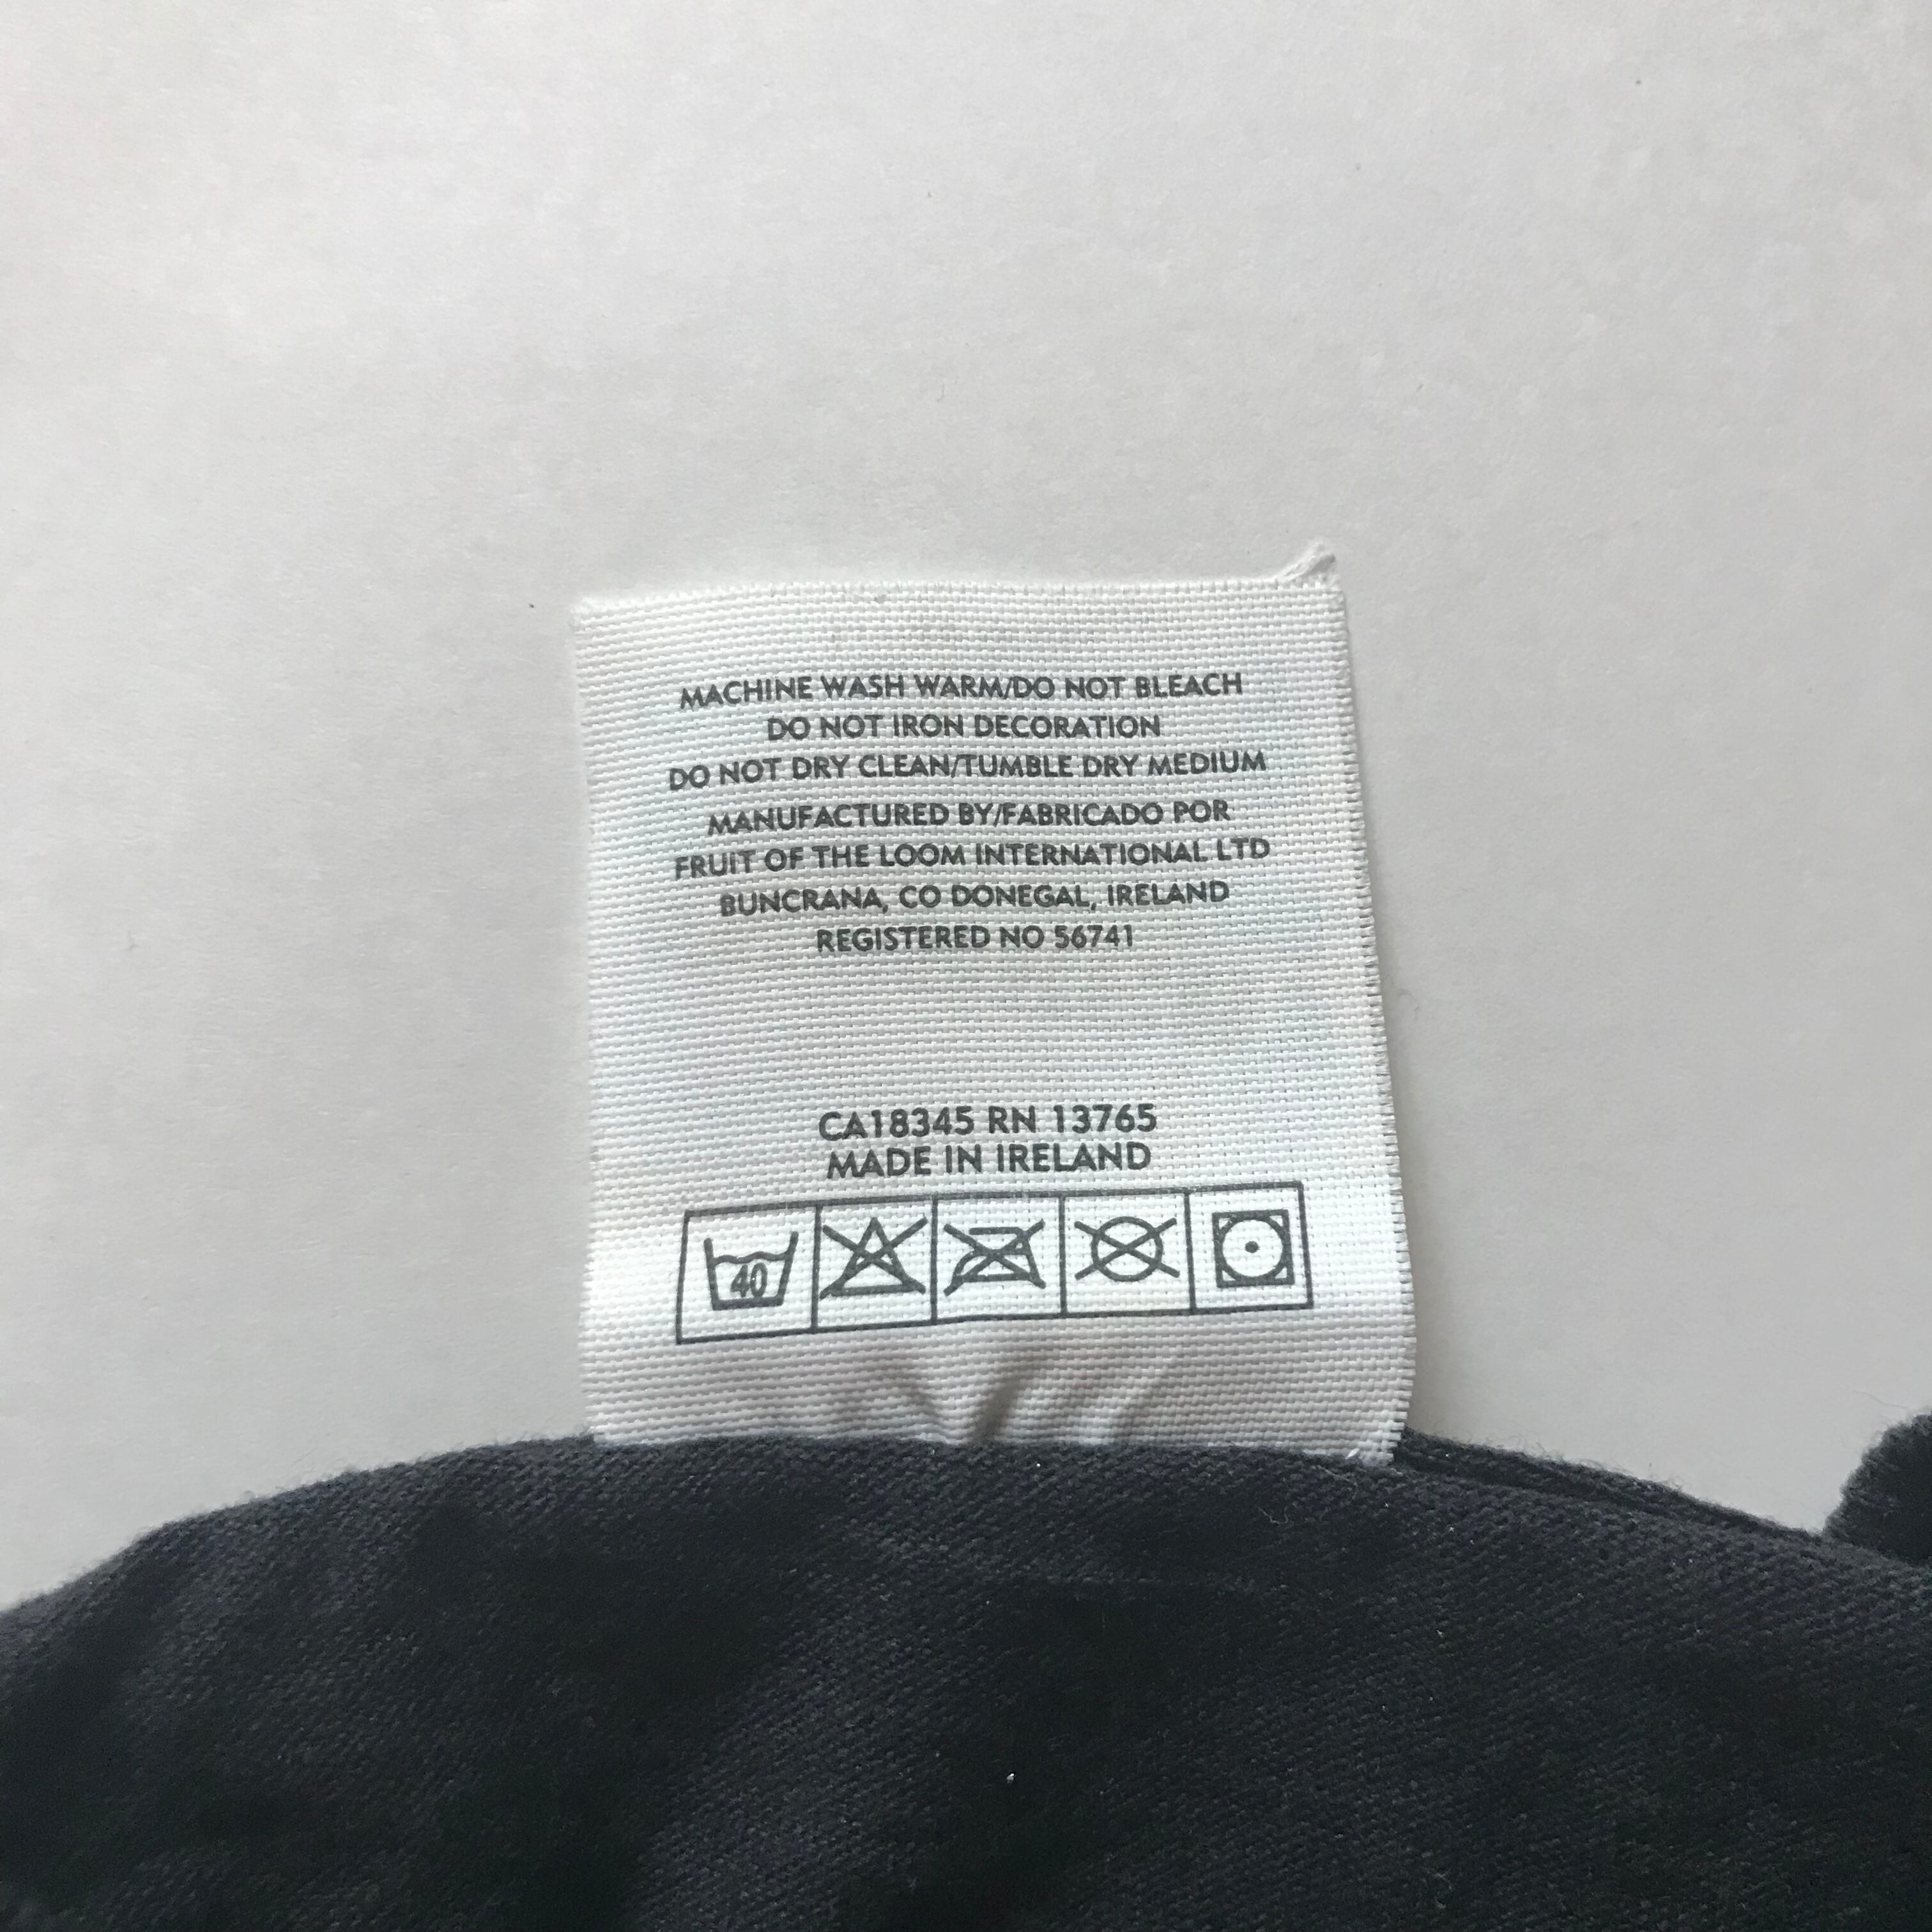 MACHINE WASH WARM/DO NOT BLEACH
DO NOT IRON DECORATION
DO NOT DRY CLEAN/TUMBLE DRY MEDIUM
MANUFACTURED BY/FABRICADO POR
FRUIT OF THE LOOM INTERNATIONAL LTD
BUNCRANA, CO DONEGAL, IRELAND
REGISTERED NO 56741
CA18345 RN 13765
MADE IN IRELAND
40